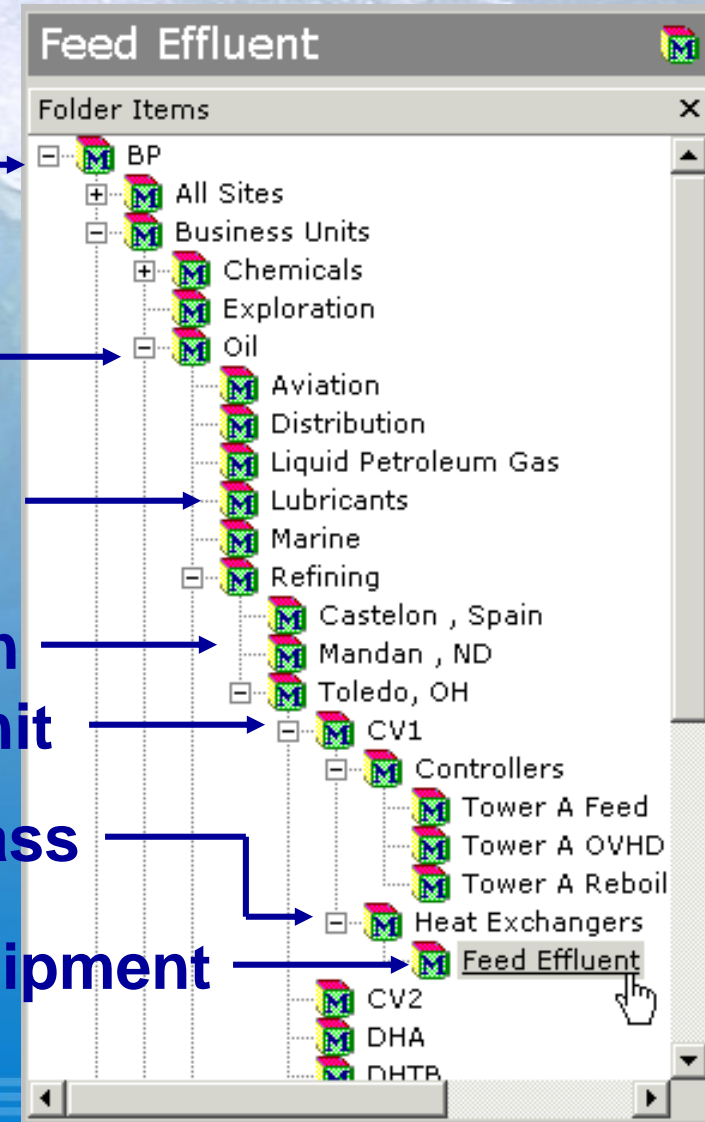 Feed Effluent
Folder Items
BP
All Sites
Business Units
Chemicals
Exploration
Oil
Aviation
Distribution
Liquid Petroleum Gas
Lubricants
Marine
Refining
Castelon , Spain
Mandan , ND
Toledo, OH
CV1
Controllers
Tower A Feed
Tower A OVHD
Tower A Reboil
Heat Exchangers
Feed Effluent
CV2
DHA
DHTB